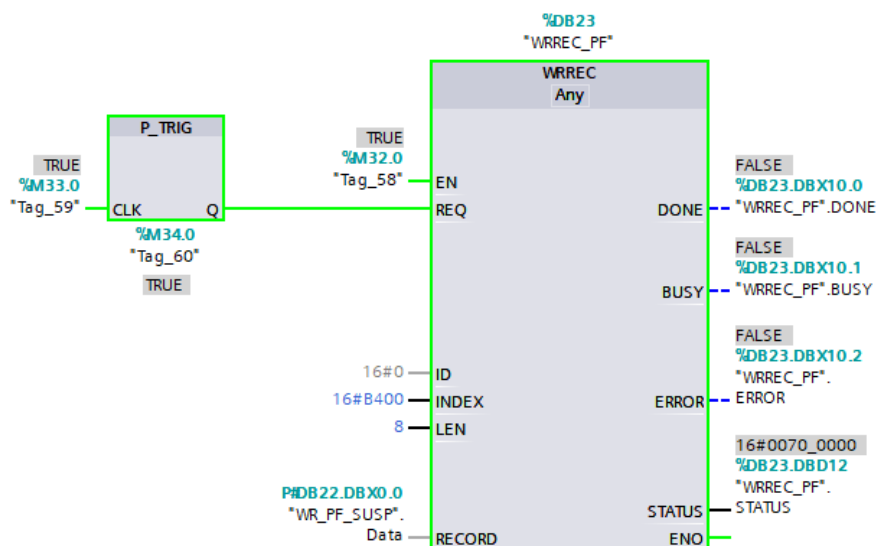 %DB23
"WRREC_PF"
WRREC
Any
P_TRIG
TRUE
%M33.0
"Tag_59"
CLK
Q
%M34.0
"Tag_60"
TRUE
TRUE
%M32.0
"Tag_58"
EN
REQ
FALSE
%DB23.DBX10.0
DONE
"WRREC_PF".DONE
FALSE
%DB23.DBX10.1
BUSY
"WRREC_PF".BUSY
16#0
ID
16#B400
INDEX
8
LEN
FALSE
%DB23.DBX10.2
"WRREC_PF".
ERROR
ERROR
16#0070_0000
%DB23.DBD12
"WRREC_PF".
STATUS
STATUS
P#DB22.DBX0.0
"WR_PF_SUSP".
Data
RECORD
ENO